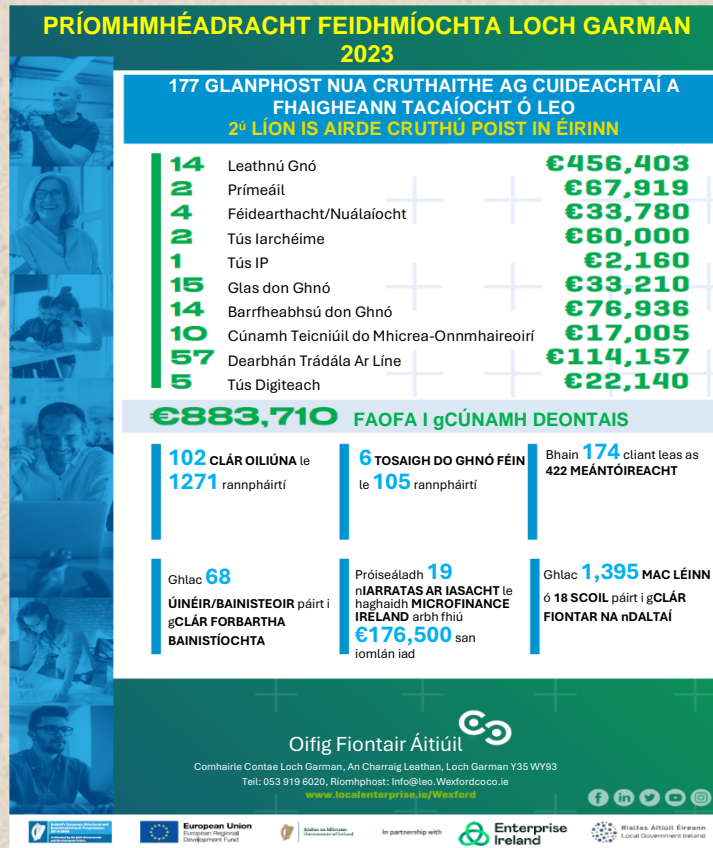 PRÍOMHMHÉADRACHT FEIDHMÍOCHTA LOCH GARMAN
2023
177 GLANPHOST NUA CRUTHAITHE AG CUIDEACHTAÍ A
FHAIGHEANN TACAÍOCHT Ó LEO
2ú LÍON IS AIRDE CRUTHÚ POIST IN ÉIRINN
14 Leathnú Gnó €456,403
2 Prímeáil €67,919
4 Féidearthacht/Nuálaíocht €33,780
2 Tús Iarchéime €60,000
1 Tús IP €2,160
15 Glas don Ghnó €33,210
14 Barrfheabhsú don Ghnó €76,936
10 Cúnamh Teicniúil do Mhicrea-Onnmhaireoirí €17,005
57 Dearbhán Trádála Ar Líne €114,157
5 Tús Digiteach €22,140
€883,710 FAOFA I gCÚNAMH DEONTAIS
102 CLÁR OILIÚNA le
1271 rannpháirtí
6 TOSAIGH DO GHNÓ FÉIN
le 105 rannpháirtí
Bhain 174 cliant leas as
422 MEÁNTÓIREACHT
Ghlac 68
ÚINÉIR/BAINISTEOIR páirt i
gCLÁR FORBARTHA
BAINISTÍOCHTA
Próiseáladh 19
nIARRATAS AR IASACHT le
haghaidh MICROFINANCE
IRELAND arbh fhiú
€176,500 san
iomlán iad
Ghlac 1,395 MAC LÉINN
ó 18 SCOIL páirt i gCLÁR
FIONTAR NA nDALTAÍ
Oifig Fiontair Áitiúil
Comhairle Contae Loch Garman, An Charraig Leathan, Loch Garman Y35 WY93
Teil: 053 919 6020, Ríomhphost: Info@leo.Wexfordcoco.ie
www.localenterprise.ie/Wexford
European Union
European Regional
Development Fund
Rialtas na hÉireann
Government of Ireland
In partnership with
Enterprise
Ireland
Rialtas Áitiúil Éireann
Local Government Ireland